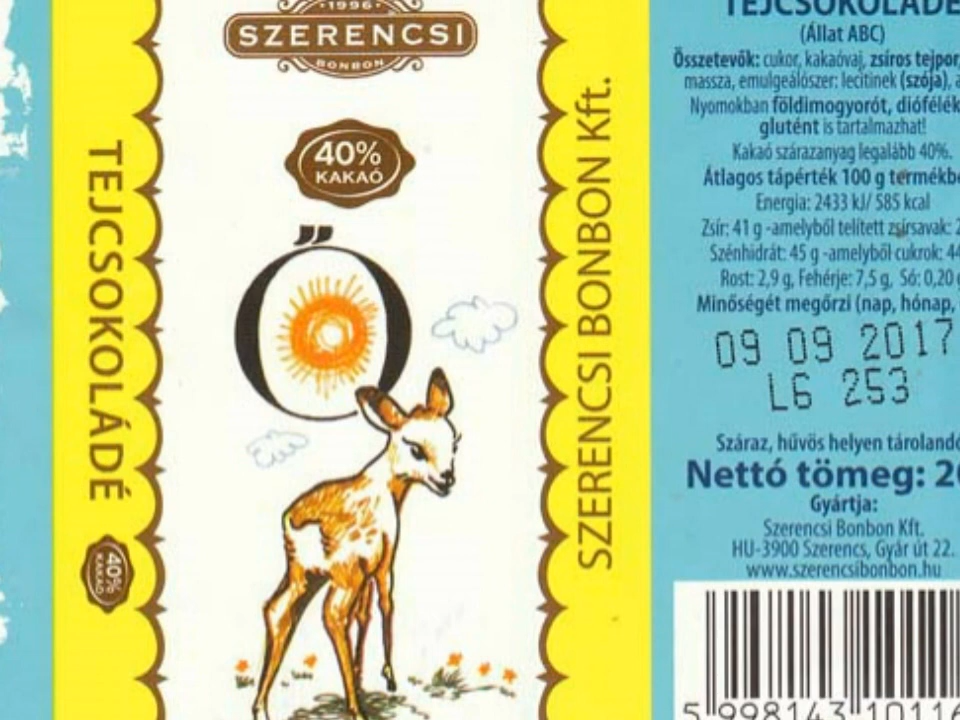 1996
SZERENCSI
BONBON
40%
KAKAÓ
Ő
TEJCSOKOLÁDÉ
40%
KAKAÓ
SZERENCSI BONBON Kft.
TEJCSOKOLÁDÉ
(Állat ABC)
Összetevők: cukor, kakaóvaj, zsíros tejpor,
massza, emulgeálószer: lecitinek (szója),
Nyomokban földimogyorót, diófélék
glutént is tartalmazhat!
Kakaó szárazanyag legalább 40%.
Átlagos tápérték 100 g termékbe
Energia: 2433 kJ/ 585 kcal
Zsír: 41 g -amelyből telített zsírsavak: 2
Szénhidrát: 45 g -amelyből cukrok: 44
Rost: 2,9 g, Fehérje: 7,5 g, Só: 0,20 g
Minőségét megőrzi (nap, hónap,
09 09 2017
L6 253
Száraz, hűvös helyen tárolandó
Nettó tömeg: 20
Gyártja:
Szerencsi Bonbon Kft.
HU-3900 Szerencs, Gyár út 22.
www.szerencsibonbon.hu
5 998143 10116